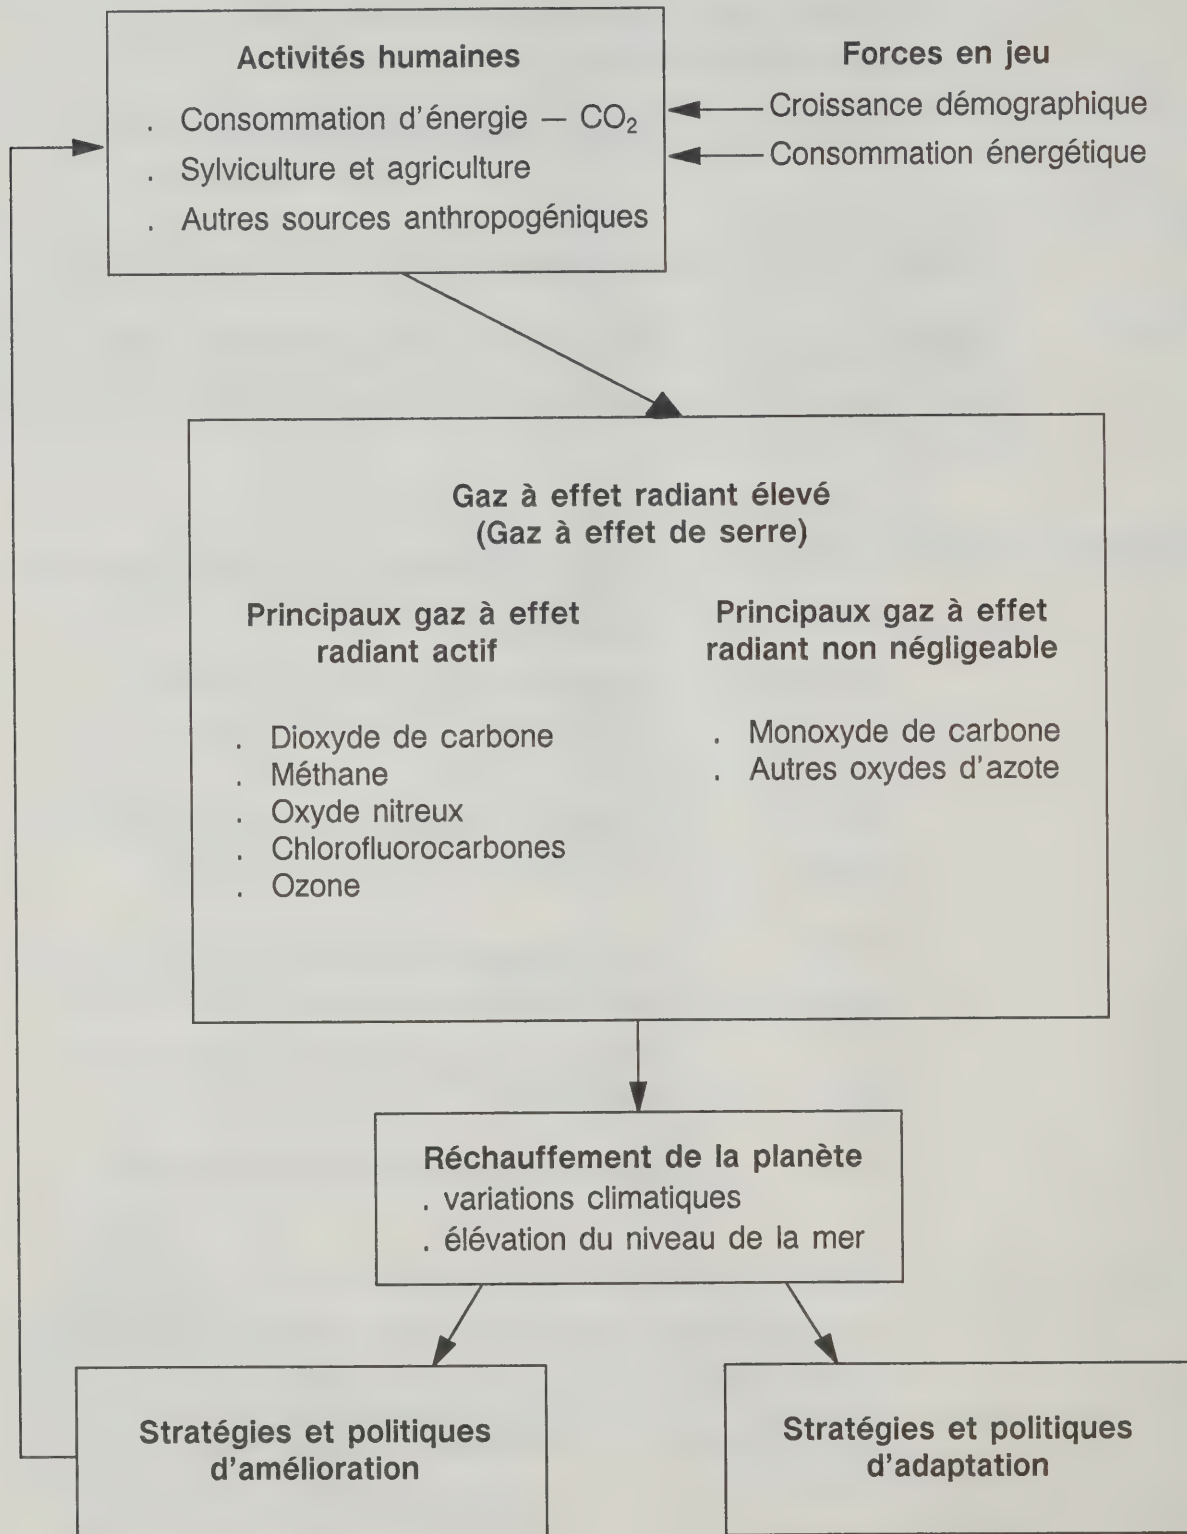 Activités humaines
. Consommation d'énergie — CO₂
. Sylviculture et agriculture
. Autres sources anthropogéniques
Forces en jeu
Croissance démographique
Consommation énergétique
Gaz à effet radiant élevé
(Gaz à effet de serre)
Principaux gaz à effet
radiant actif
. Dioxyde de carbone
. Méthane
. Oxyde nitreux
. Chlorofluorocarbones
. Ozone
Principaux gaz à effet
radiant non négligeable
. Monoxyde de carbone
. Autres oxydes d'azote
Réchauffement de la planète
. variations climatiques
. élévation du niveau de la mer
Stratégies et politiques
d'amélioration
Stratégies et politiques
d'adaptation